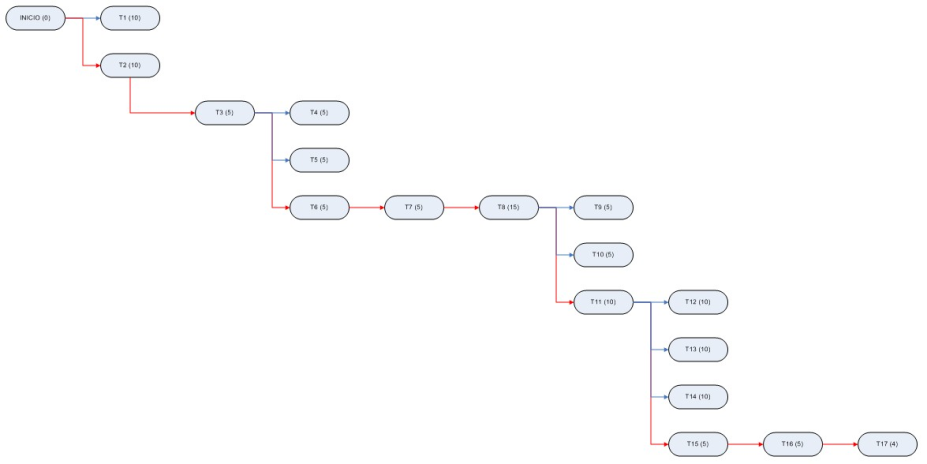 INICIO (0)
T1 (10)
T2 (10)
T3 (5)
T4 (5)
T5 (5)
T6 (5)
T7 (5)
T8 (15)
T9 (5)
T10 (5)
T11 (10)
T12 (10)
T13 (10)
T14 (10)
T15 (5)
T16 (5)
T17 (4)